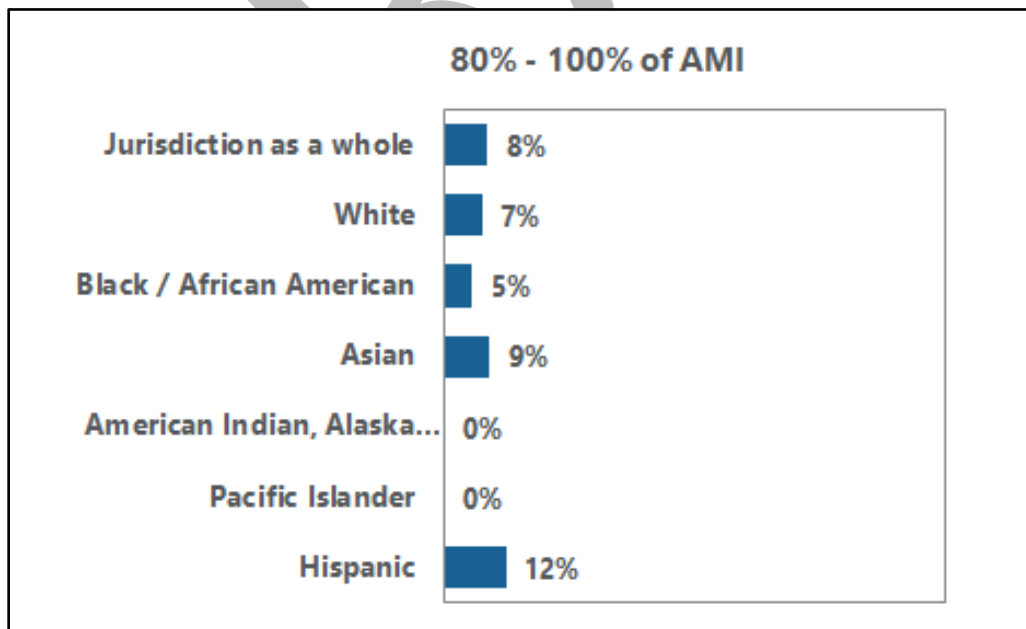 80% - 100% of AMI
Jurisdiction as a whole 8%
White 7%
Black / African American 5%
Asian 9%
American Indian, Alaska... 0%
Pacific Islander 0%
Hispanic 12%